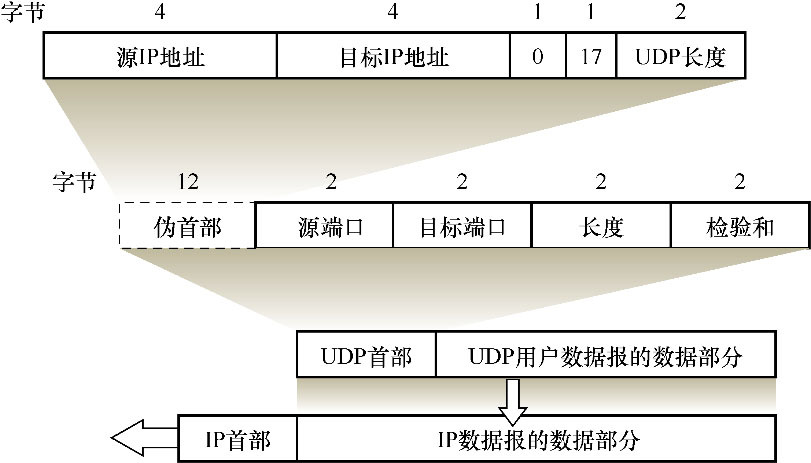 字节 4 4 1 1 2
源IP地址 目标IP地址 0 17 UDP长度
字节 12 2 2 2 2
伪首部 源端口 目标端口 长度 检验和
UDP首部 UDP用户数据报的数据部分
IP首部 IP数据报的数据部分